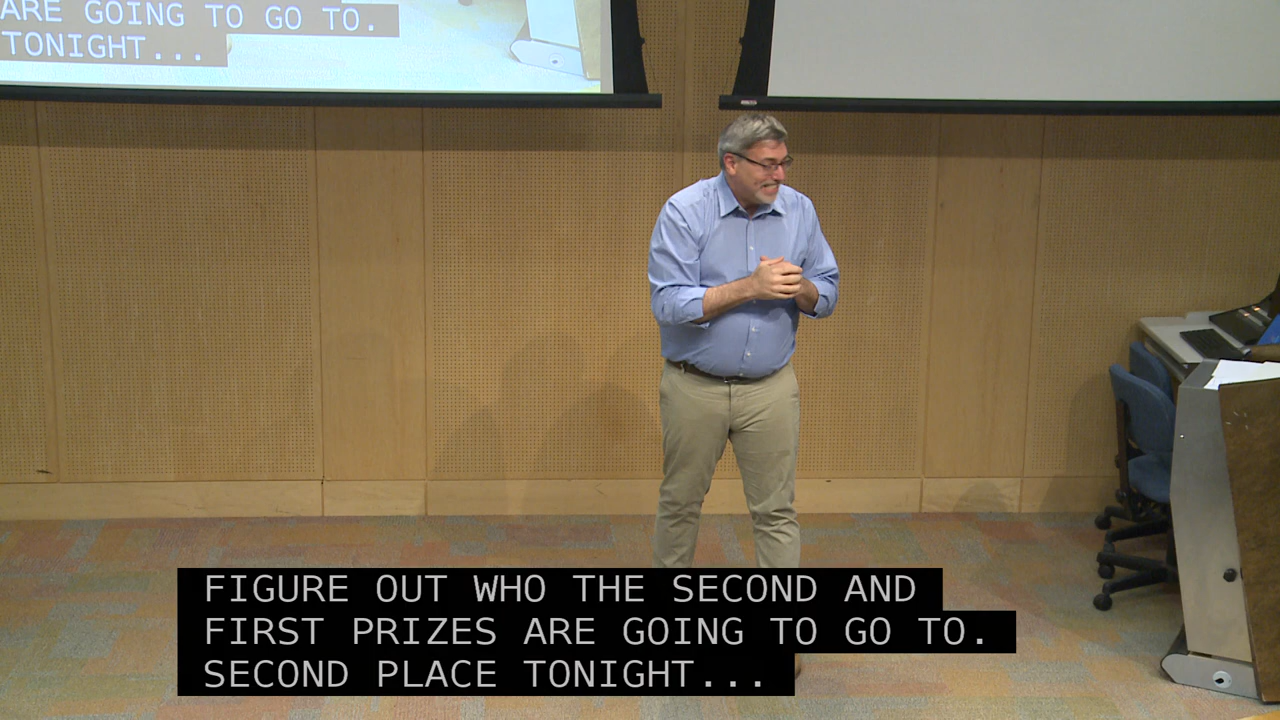 ARE GOING TO GO TO.
TONIGHT...
FIGURE OUT WHO THE SECOND AND
FIRST PRIZES ARE GOING TO GO TO.
SECOND PLACE TONIGHT...